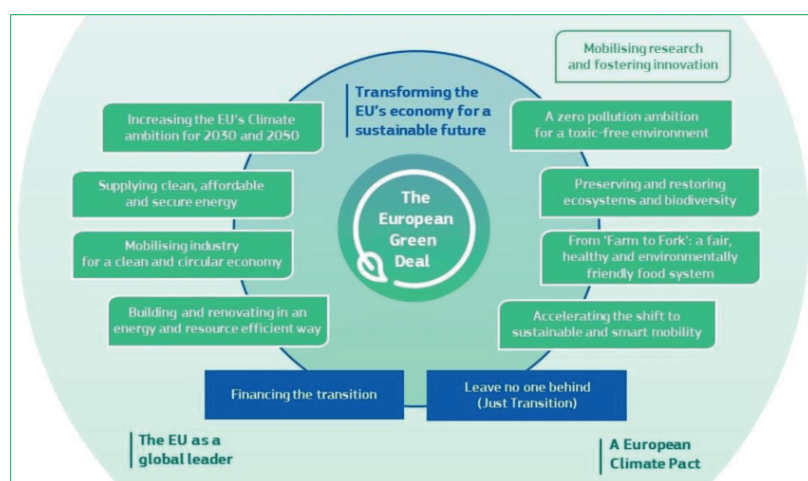 Mobilising research
and fostering innovation
Transforming the
EU's economy for a
sustainable future
Increasing the EU's Climate
ambition for 2030 and 2050
A zero pollution ambition
for a toxic-free environment
Supplying clean, affordable
and secure energy
The
European
Green
Deal
Preserving and restoring
ecosystems and biodiversity
Mobilising industry
for a clean and circular economy
From 'Farm to Fork': a fair,
healthy and environmentally
friendly food system
Building and renovating in an
energy and resource efficient way
Accelerating the shift to
sustainable and smart mobility
Financing the transition
Leave no one behind
(Just Transition)
The EU as a
global leader
A European
Climate Pact